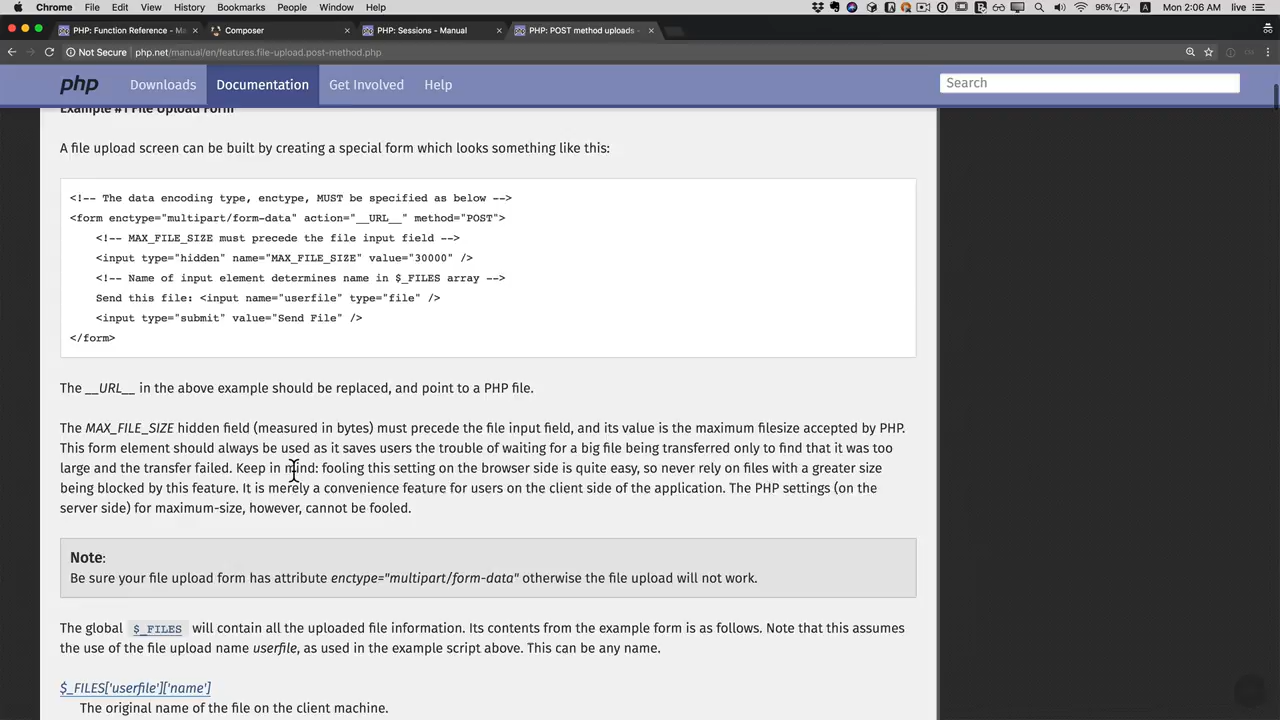 Chrome File Edit View History Bookmarks People Window Help 96% Mon 2:06 AM live
PHP: Function Reference - Ma × Composer × PHP: Sessions - Manual × PHP: POST method uploads - ×
Not Secure php.net/manual/en/features.file-upload.post-method.php
php Downloads Documentation Get Involved Help Search
Example #1 File Upload Form
A file upload screen can be built by creating a special form which looks something like this:
<!-- The data encoding type, enctype, MUST be specified as below -->
<form enctype="multipart/form-data" action="__URL__" method="POST">
<!-- MAX_FILE_SIZE must precede the file input field -->
<input type="hidden" name="MAX_FILE_SIZE" value="30000" />
<!-- Name of input element determines name in $_FILES array -->
Send this file: <input name="userfile" type="file" />
<input type="submit" value="Send File" />
</form>
The __URL__ in the above example should be replaced, and point to a PHP file.
The MAX_FILE_SIZE hidden field (measured in bytes) must precede the file input field, and its value is the maximum filesize accepted by PHP.
This form element should always be used as it saves users the trouble of waiting for a big file being transferred only to find that it was too
large and the transfer failed. Keep in mind: fooling this setting on the browser side is quite easy, so never rely on files with a greater size
being blocked by this feature. It is merely a convenience feature for users on the client side of the application. The PHP settings (on the
server side) for maximum-size, however, cannot be fooled.
Note:
Be sure your file upload form has attribute enctype="multipart/form-data" otherwise the file upload will not work.
The global $_FILES will contain all the uploaded file information. Its contents from the example form is as follows. Note that this assumes
the use of the file upload name userfile, as used in the example script above. This can be any name.
$_FILES['userfile']['name']
The original name of the file on the client machine.